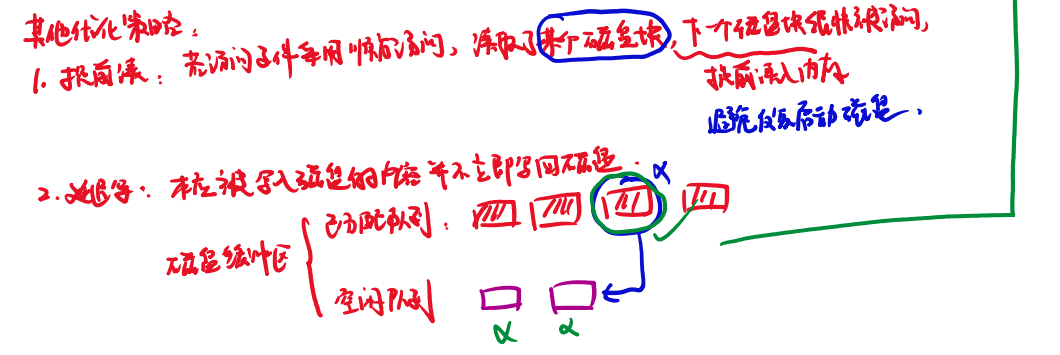 其他优化策略：
1. 提前读：若访问文件采用顺序访问，读取了某个磁盘块，下一个磁盘块很快被访问，
提前读入内存
避免反复启动磁盘．
2. 延迟写：本应被写入磁盘的内容并不立即写回磁盘．
α
已分配队列：
磁盘缓冲区
空闲队列
α α